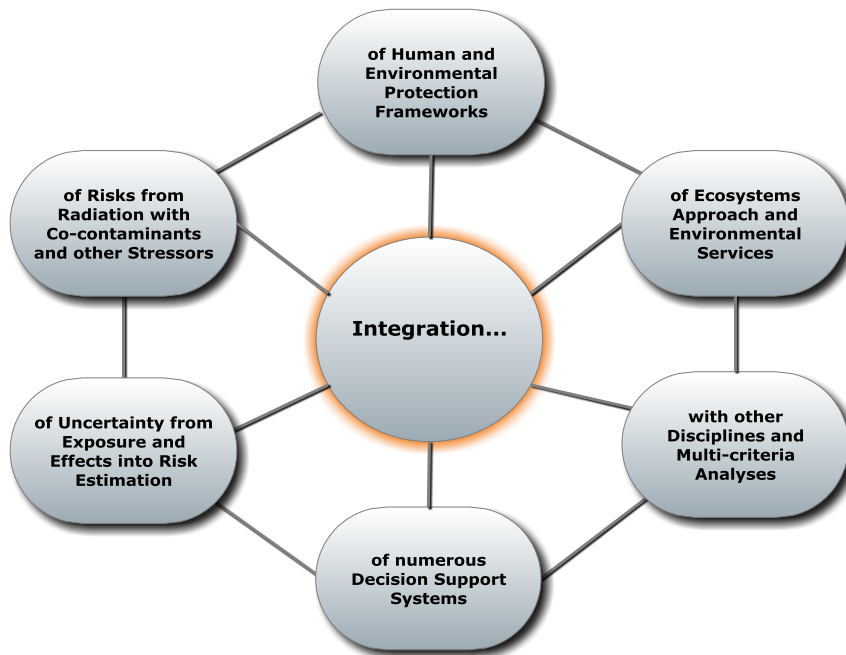 of Human and
Environmental
Protection
Frameworks
of Risks from
Radiation with
Co-contaminants
and other Stressors
of Ecosystems
Approach and
Environmental
Services
Integration...
of Uncertainty from
Exposure and
Effects into Risk
Estimation
with other
Disciplines and
Multi-criteria
Analyses
of numerous
Decision Support
Systems